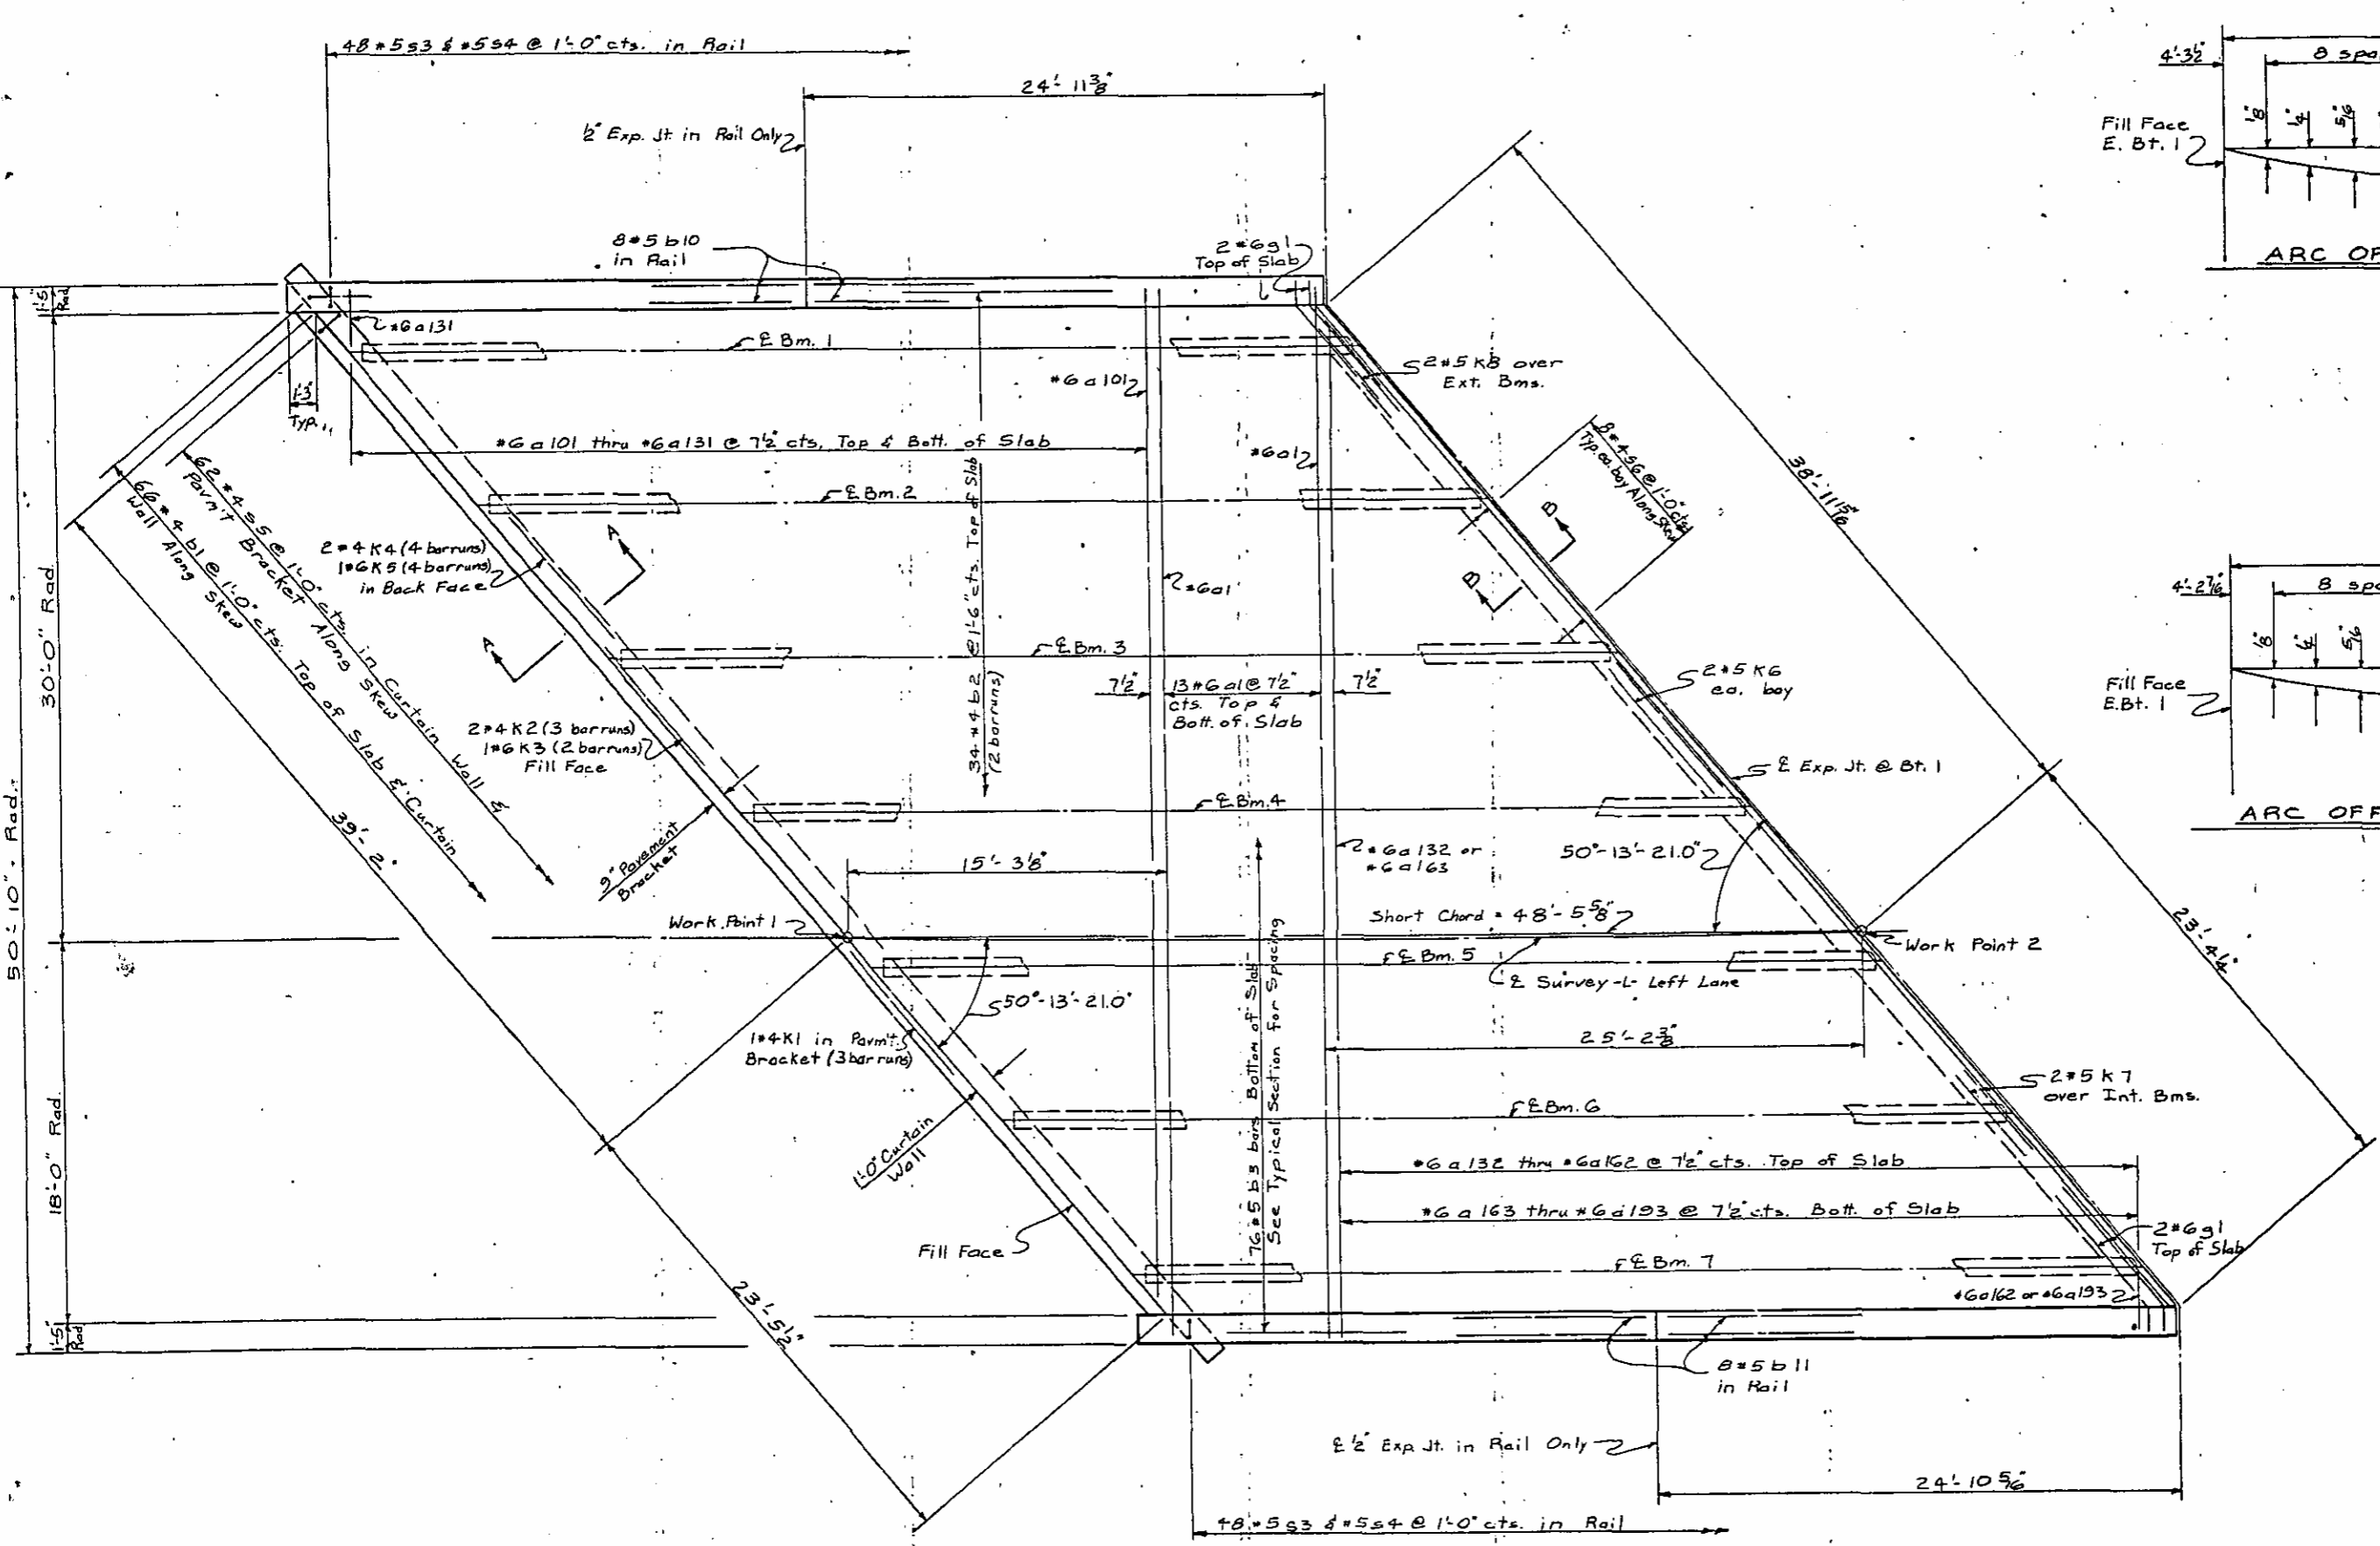 48 #5 s3 & #5 s4 @ 1'-0" cts. in Rail
24'-11 3/8"
1/2" Exp. Jt. in Rail Only
8 #5 b10
in Rail
2 #6 g1
Top of Slab
4'-3 1/2"
8 spa
1/8"
1/4"
5/16"
Fill Face
E. Bt. 1
ARC OF
1'-5"
Rad.
#6 a131
1'-3"
Typ.
℄ Bm. 1
#6 a101
2 #5 K8 over
Ext. Bms.
#6 a101 thru #6 a131 @ 7 1/2" cts. Top & Bott. of Slab
#6 a1
8 #4 S6 @ 1'-0" cts.
Typ. ea. bay Along Skew
38'-11 1/16"
62 #4 s5 @ 1'-0" cts. in Curtain Wall &
Pavm't Bracket Along Skew
66 #4 b1 @ 1'-0" cts. Top of Slab & Curtain
Wall Along Skew
℄ Bm. 2
2 #4 K4 (4 bar runs)
1 #6 K5 (4 bar runs)
in Back Face
A
A
B
B
34 #4 b2 @ 1'-6" cts. Top of Slab
(2 bar runs)
#6 a1
30'-0" Rad.
50'-10" Rad.
4'-2 7/16"
8 spa
1/8"
1/4"
5/16"
Fill Face
E. Bt. 1
ARC OFF
℄ Bm. 3
7 1/2"
13 #6 a1 @ 7 1/2"
cts. Top &
Bott. of Slab
7 1/2"
2 #5 K6
ea. bay
2 #4 K2 (3 bar runs)
1 #6 K3 (2 bar runs)
Fill Face
℄ Exp. Jt. @ Bt. 1
℄ Bm. 4
39'-2"
9" Pavement
Bracket
15'-3 1/8"
#6 a132 or
#6 a163
50°-13'-21.0"
Short Chord = 48'-5 5/8"
Work Point 1
Work Point 2
23'-4 1/4"
℄ Bm. 5
℄ Survey -L- Left Lane
50°-13'-21.0"
1 #4 K1 in Pavm't.
Bracket (3 bar runs)
25'-2 3/8"
76 #5 b3 bars Bottom of Slab
See Typical Section for Spacing
18'-0" Rad.
2 #5 K7
over Int. Bms.
℄ Bm. 6
1'-0" Curtain
Wall
#6 a132 thru #6 a162 @ 7 1/2" cts. Top of Slab
#6 a163 thru #6 a193 @ 7 1/2" cts. Bott. of Slab
Fill Face
2 #6 g1
Top of Slab
℄ Bm. 7
#6 a162 or #6 a193
1'-5"
Rad.
23'-5 1/2"
8 #5 b11
in Rail
℄ 1/2" Exp. Jt. in Rail Only
24'-10 5/16"
48 #5 s3 & #5 s4 @ 1'-0" cts. in Rail